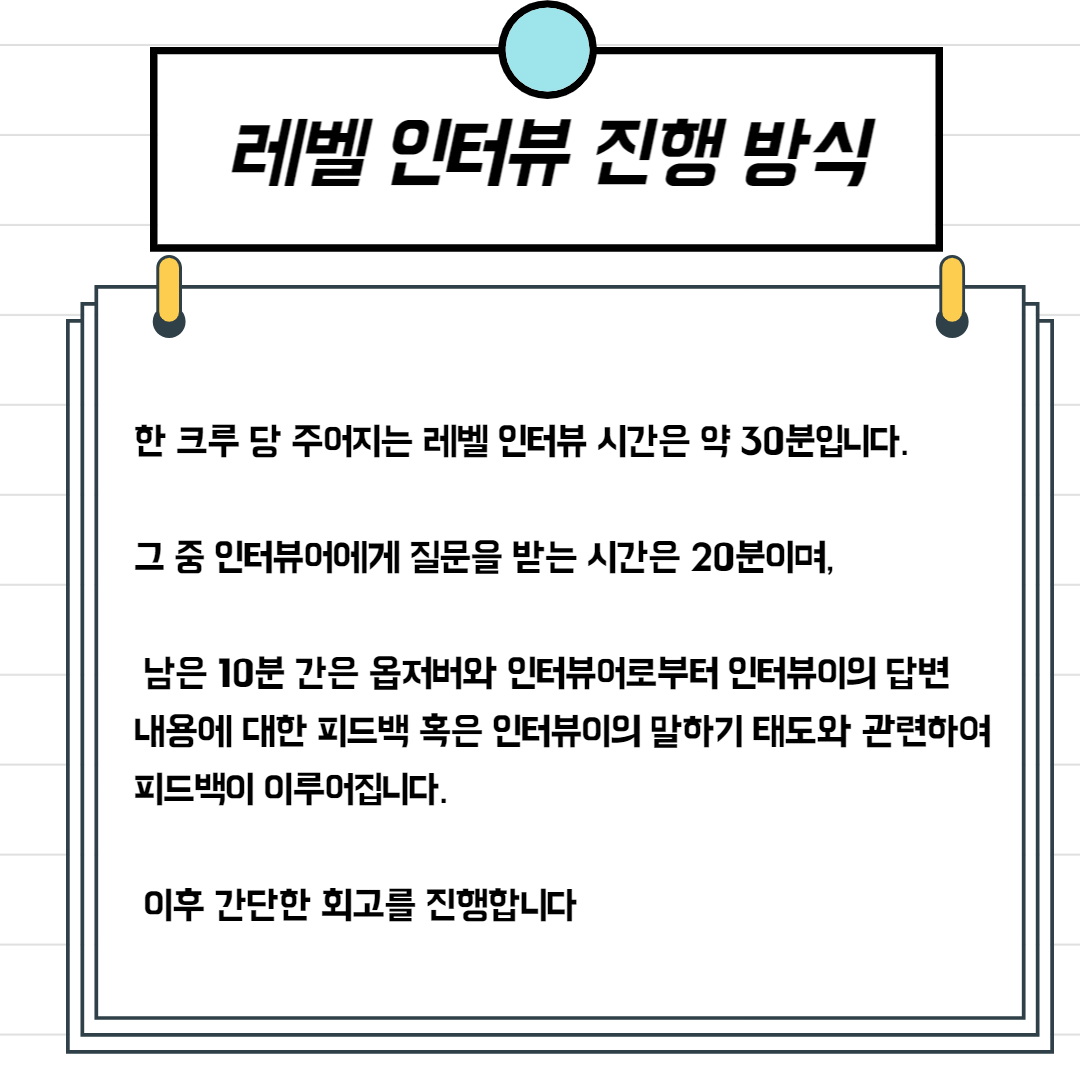 레벨 인터뷰 진행 방식
한 크루 당 주어지는 레벨 인터뷰 시간은 약 30분입니다.
그 중 인터뷰어에게 질문을 받는 시간은 20분이며,
남은 10분 간은 옵저버와 인터뷰어로부터 인터뷰이의 답변
내용에 대한 피드백 혹은 인터뷰이의 말하기 태도와 관련하여
피드백이 이루어집니다.
이후 간단한 회고를 진행합니다